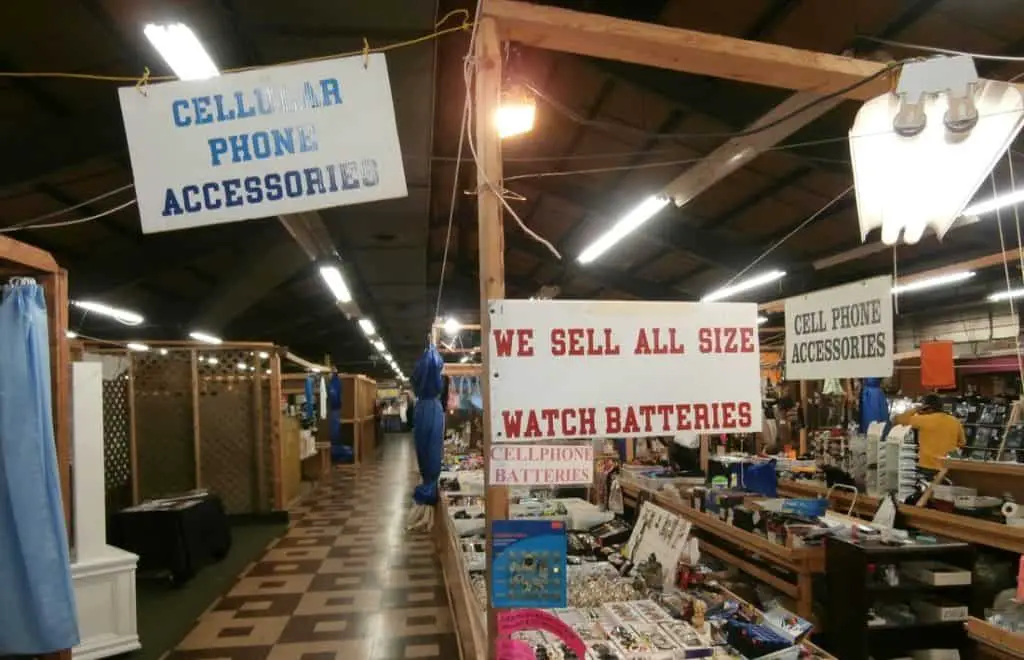 CELLULAR
PHONE
ACCESSORIES
WE SELL ALL SIZE
WATCH BATTERIES
CELLPHONE
BATTERIES
CELL PHONE
ACCESSORIES